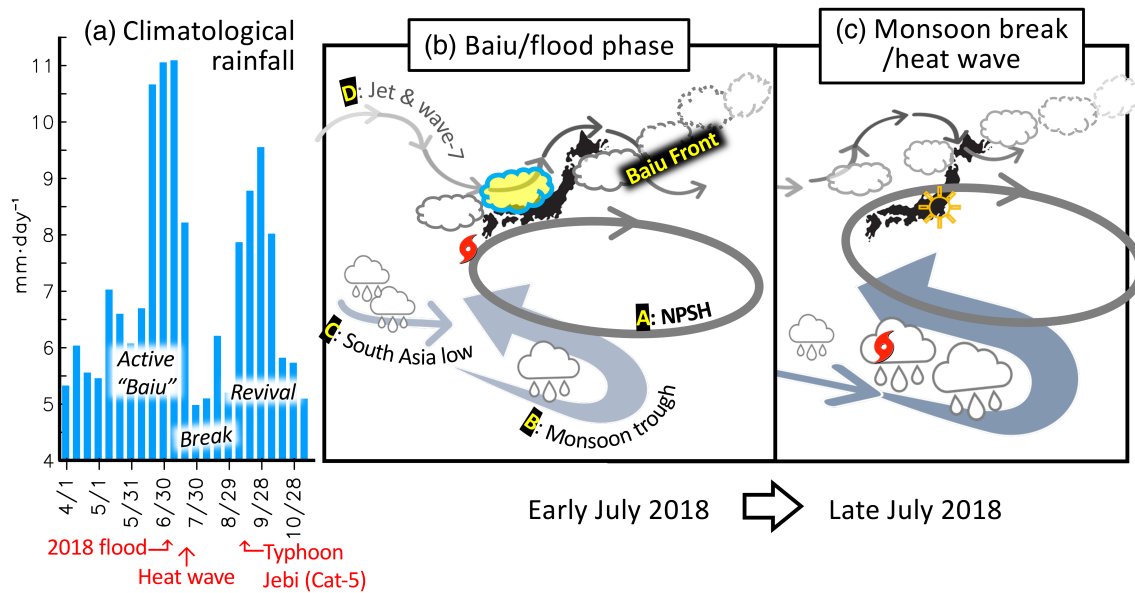 (a) Climatological
rainfall
mm·day⁻¹
11
10
9
8
7
6
5
4
Active
"Baiu"
Break
Revival
4/1
5/1
5/31
6/30
7/30
8/29
9/28
10/28
2018 flood
Heat wave
Typhoon
Jebi (Cat-5)
(b) Baiu/flood phase
D: Jet & wave-7
Baiu Front
A: NPSH
C: South Asia low
B: Monsoon trough
(c) Monsoon break
/heat wave
Early July 2018
Late July 2018